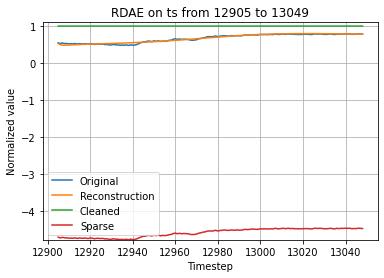 RDAE on ts from 12905 to 13049
Normalized value
1
0
−1
−2
−3
−4
Original
Reconstruction
Cleaned
Sparse
12900 12920 12940 12960 12980 13000 13020 13040
Timestep